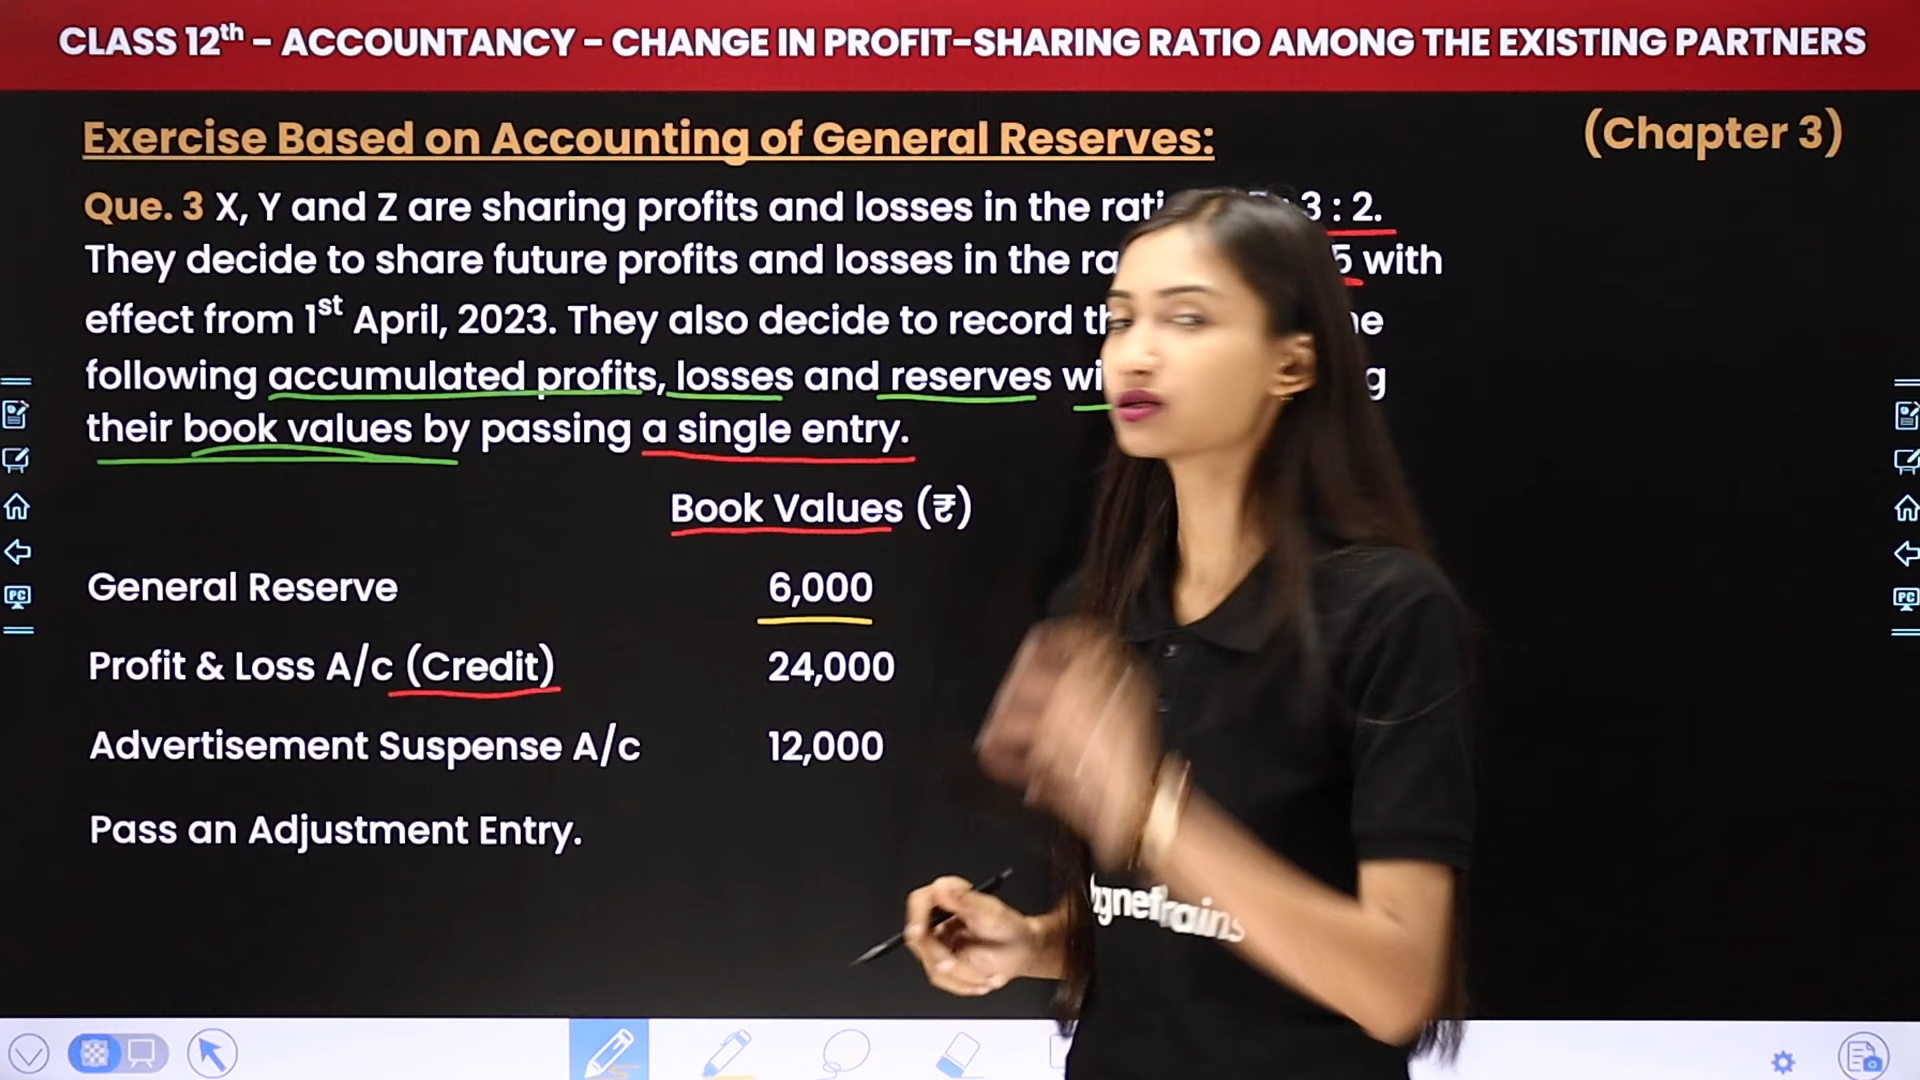 CLASS 12th – ACCOUNTANCY – CHANGE IN PROFIT-SHARING RATIO AMONG THE EXISTING PARTNERS
Exercise Based on Accounting of General Reserves:
(Chapter 3)
Que. 3 X, Y and Z are sharing profits and losses in the 3 : 2.
They decide to share future profits and losses in the 5 with
effect from 1st April, 2023. They also decide to record
following accumulated profits, losses and reserves
their book values by passing a single entry.
Book Values (₹)
General Reserve 6,000
Profit & Loss A/c (Credit) 24,000
Advertisement Suspense A/c 12,000
Pass an Adjustment Entry.
PC
PC